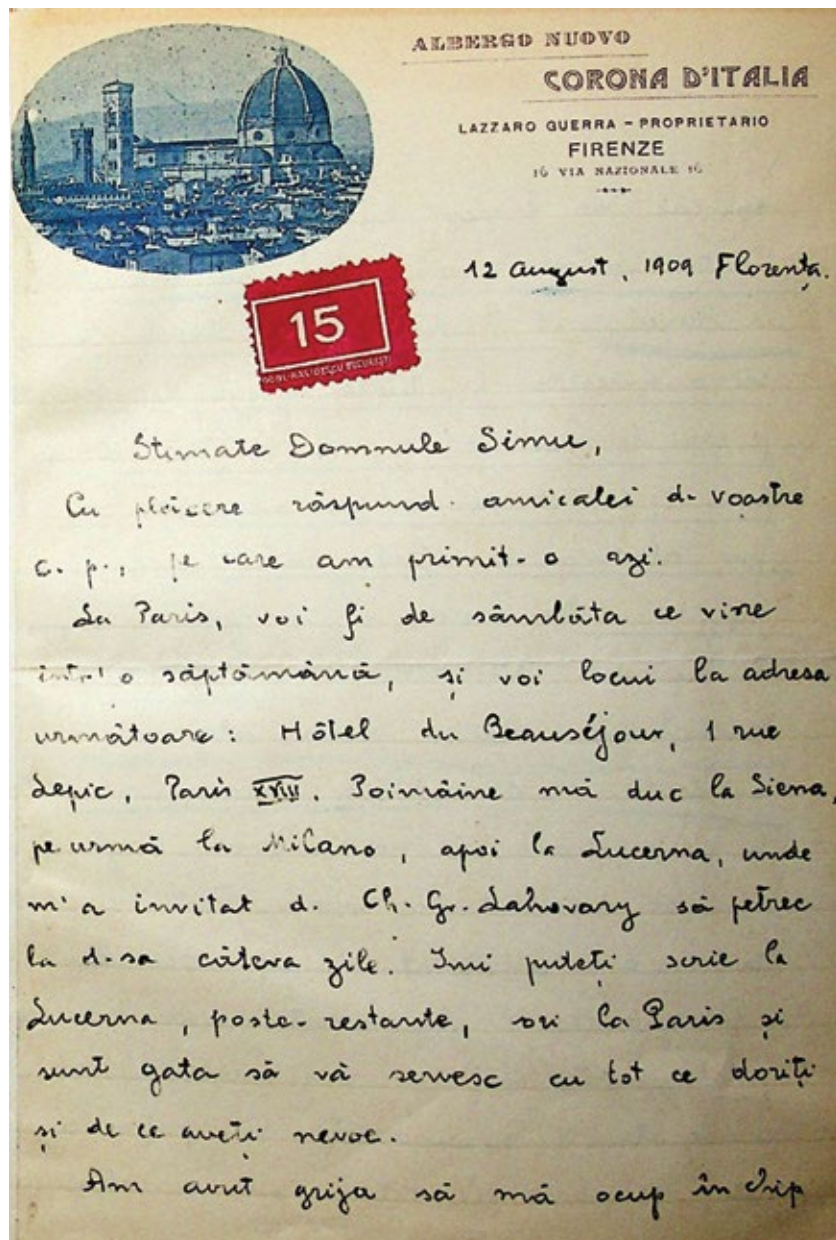 ALBERGO NUOVO
CORONA D'ITALIA
LAZZARO GUERRA - PROPRIETARIO
FIRENZE
16 VIA NAZIONALE 16
12 august, 1909 Florența.
15
BUCUREȘTI
Stimate Domnule Simu,
Cu plăcere răspund amicalei d-voastre
c. p., pe care am primit-o azi.
La Paris, voi fi de sâmbăta ce vine
într'o săptămână, și voi locui la adresa
următoare: Hôtel du Beauséjour, 1 rue
Lepic, Paris XVIII. Poimâine mă duc la Siena,
pe urmă la Milano, apoi la Lucerna, unde
m'a invitat d. Ch. Gr. Lahovary să petrec
la d-sa câteva zile. Imi puteți scrie la
Lucerna, poste-restante, ori la Paris și
sunt gata să vă servesc cu tot ce doriți
și de ce aveți nevoe.
Am avut grija să mă ocup în chip